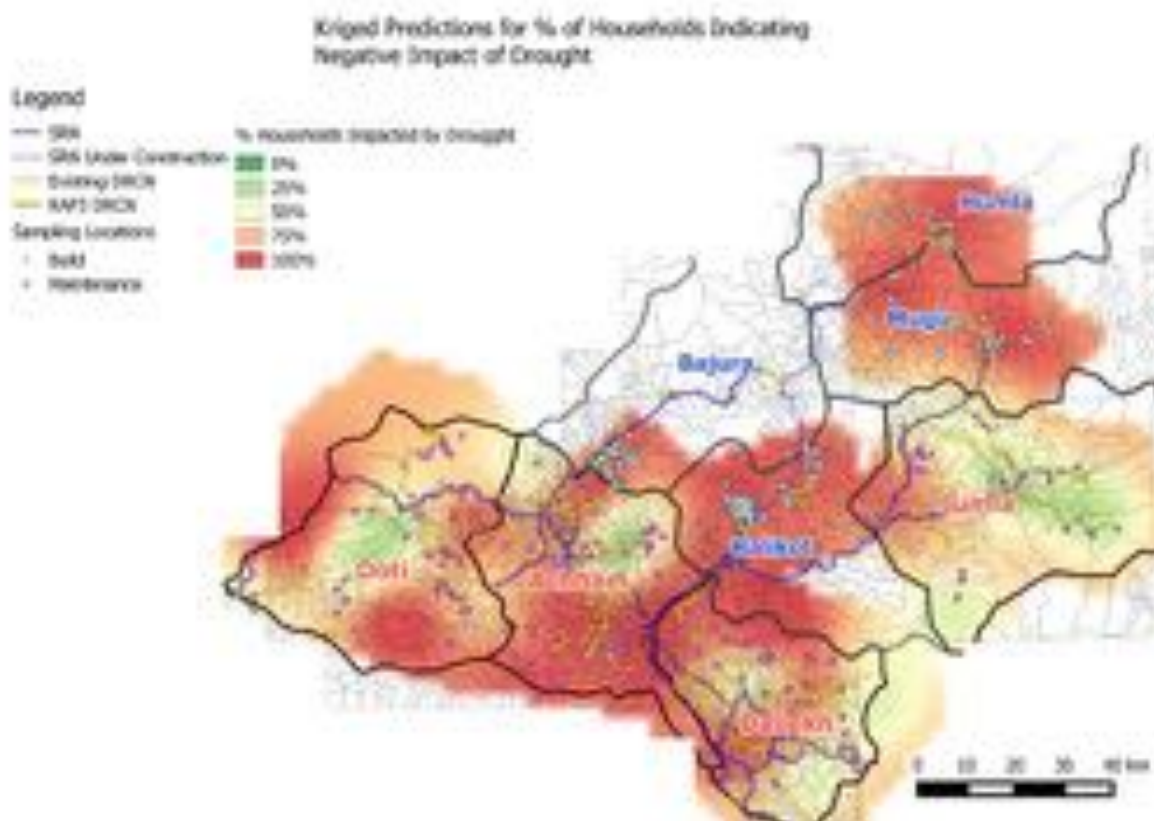 Kriged Predictions for % of Households Indicating
Negative Impact of Drought
Legend
SRN
SRN Under Construction
Existing DRCN
RAP3 DRCN
Sampling Locations
Build
Maintenance
% Households Impacted by Drought
0%
25%
50%
75%
100%
Humla
Mugu
Bajura
Jumla
Kalikot
Doti
Achham
Dailekh
0 10 20 30 40 km